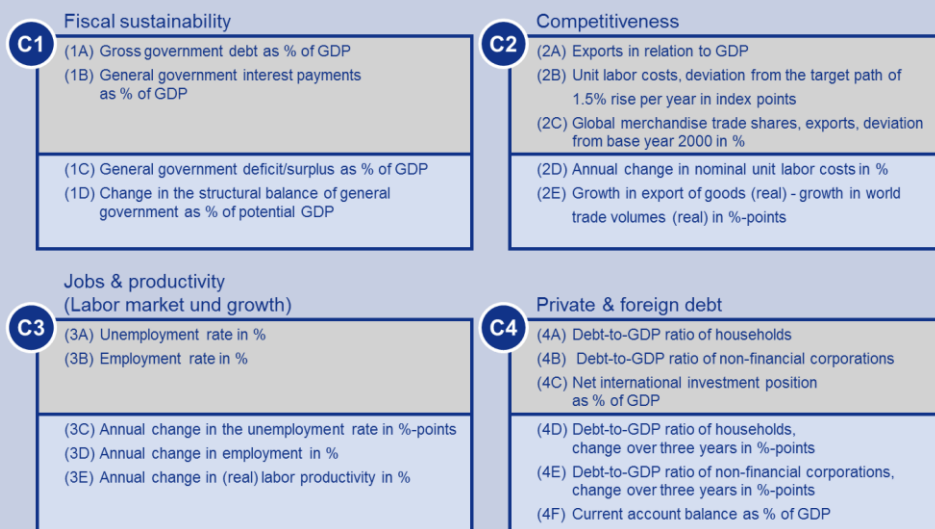 Fiscal sustainability
C1
(1A) Gross government debt as % of GDP
(1B) General government interest payments
as % of GDP
(1C) General government deficit/surplus as % of GDP
(1D) Change in the structural balance of general
government as % of potential GDP
Competitiveness
C2
(2A) Exports in relation to GDP
(2B) Unit labor costs, deviation from the target path of
1.5% rise per year in index points
(2C) Global merchandise trade shares, exports, deviation
from base year 2000 in %
(2D) Annual change in nominal unit labor costs in %
(2E) Growth in export of goods (real) - growth in world
trade volumes (real) in %-points
Jobs & productivity
(Labor market und growth)
C3
(3A) Unemployment rate in %
(3B) Employment rate in %
(3C) Annual change in the unemployment rate in %-points
(3D) Annual change in employment in %
(3E) Annual change in (real) labor productivity in %
Private & foreign debt
C4
(4A) Debt-to-GDP ratio of households
(4B) Debt-to-GDP ratio of non-financial corporations
(4C) Net international investment position
as % of GDP
(4D) Debt-to-GDP ratio of households,
change over three years in %-points
(4E) Debt-to-GDP ratio of non-financial corporations,
change over three years in %-points
(4F) Current account balance as % of GDP